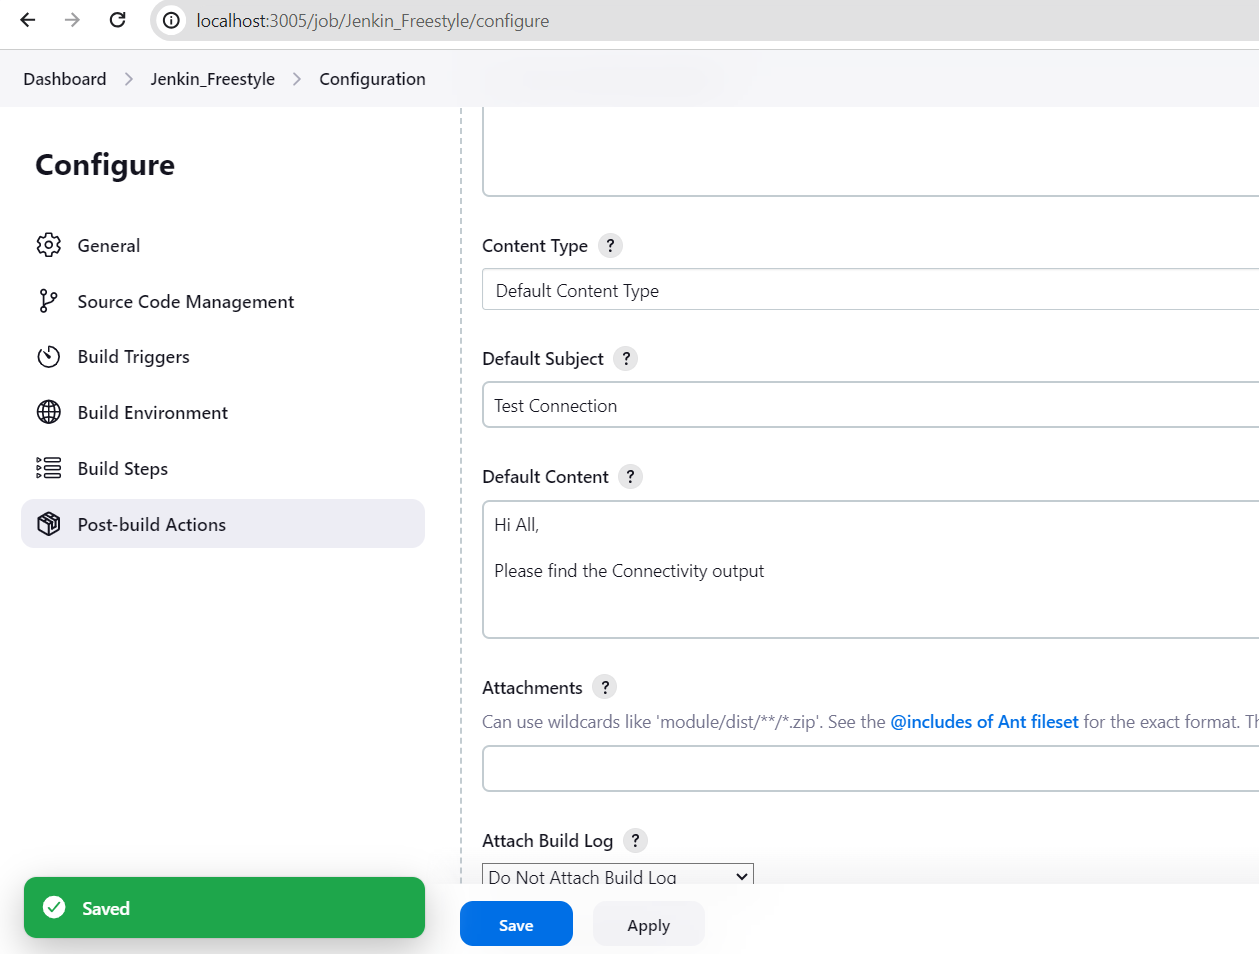 localhost:3005/job/Jenkin_Freestyle/configure
Dashboard > Jenkin_Freestyle > Configuration
Configure
General
Source Code Management
Build Triggers
Build Environment
Build Steps
Post-build Actions
Content Type ?
Default Content Type
Default Subject ?
Test Connection
Default Content ?
Hi All,
Please find the Connectivity output
Attachments ?
Can use wildcards like 'module/dist/**/*.zip'. See the @includes of Ant fileset for the exact format. Th
Attach Build Log ?
Do Not Attach Build Log
Saved
Save
Apply